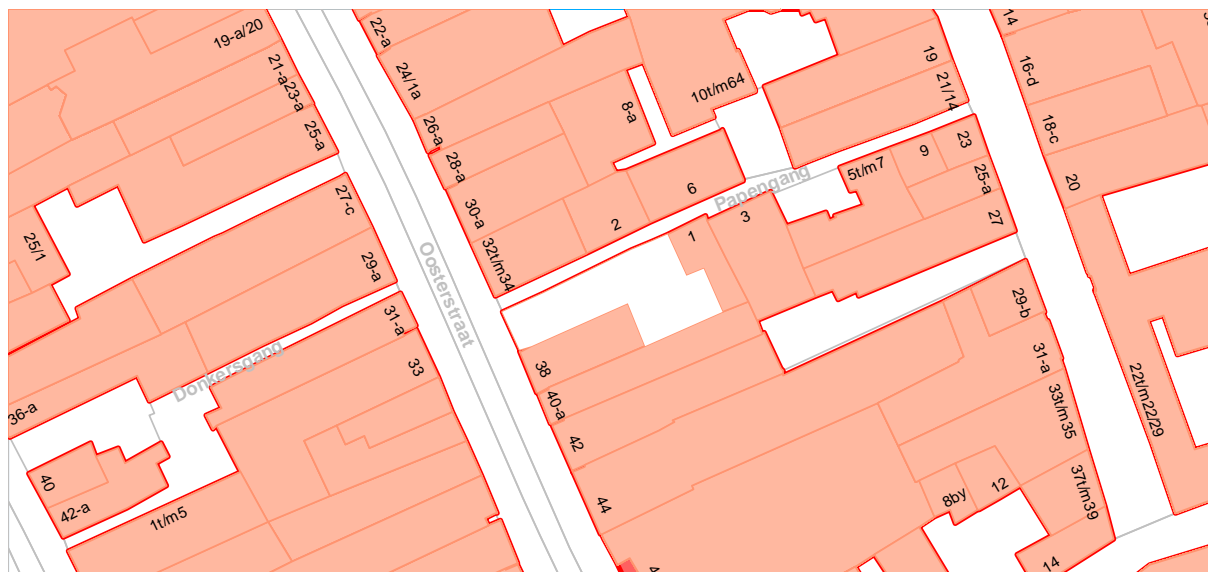 19-a/20
22-a
14
21-a
23-a
24/1a
19
16-d
10t/m64
21/14
25-a
26-a
8-a
18-c
23
28-a
9
5t/m7
27-c
6
Papengang
25-a
20
30-a
2
3
27
25/1
1
29-a
Oosterstraat
32t/m34
31-a
29-b
33
38
31-a
Donkersgang
36-a
40-a
33t/m35
22t/m22/29
42
40
12
37t/m39
8by
42-a
1t/m5
44
14